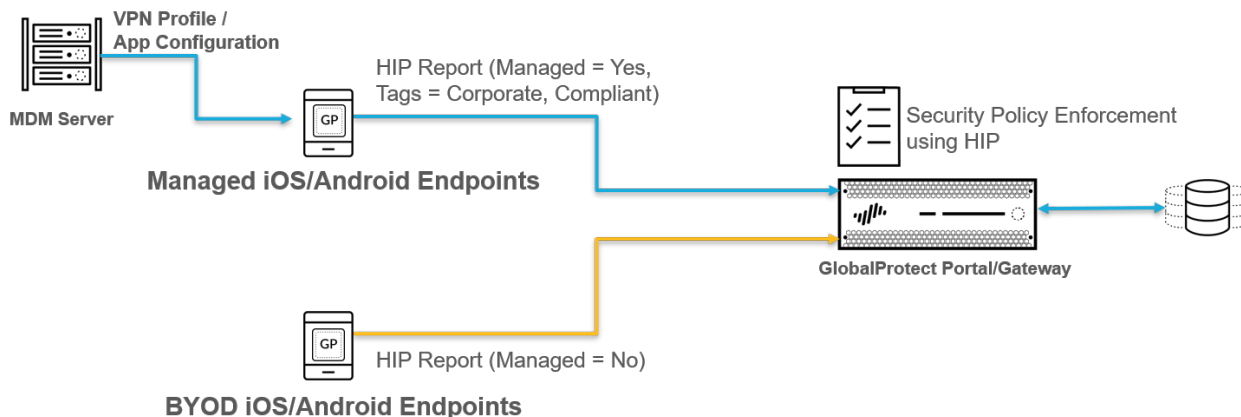 VPN Profile /
App Configuration
MDM Server
HIP Report (Managed = Yes,
Tags = Corporate, Compliant)
GP
Managed iOS/Android Endpoints
Security Policy Enforcement
using HIP
GlobalProtect Portal/Gateway
GP
HIP Report (Managed = No)
BYOD iOS/Android Endpoints